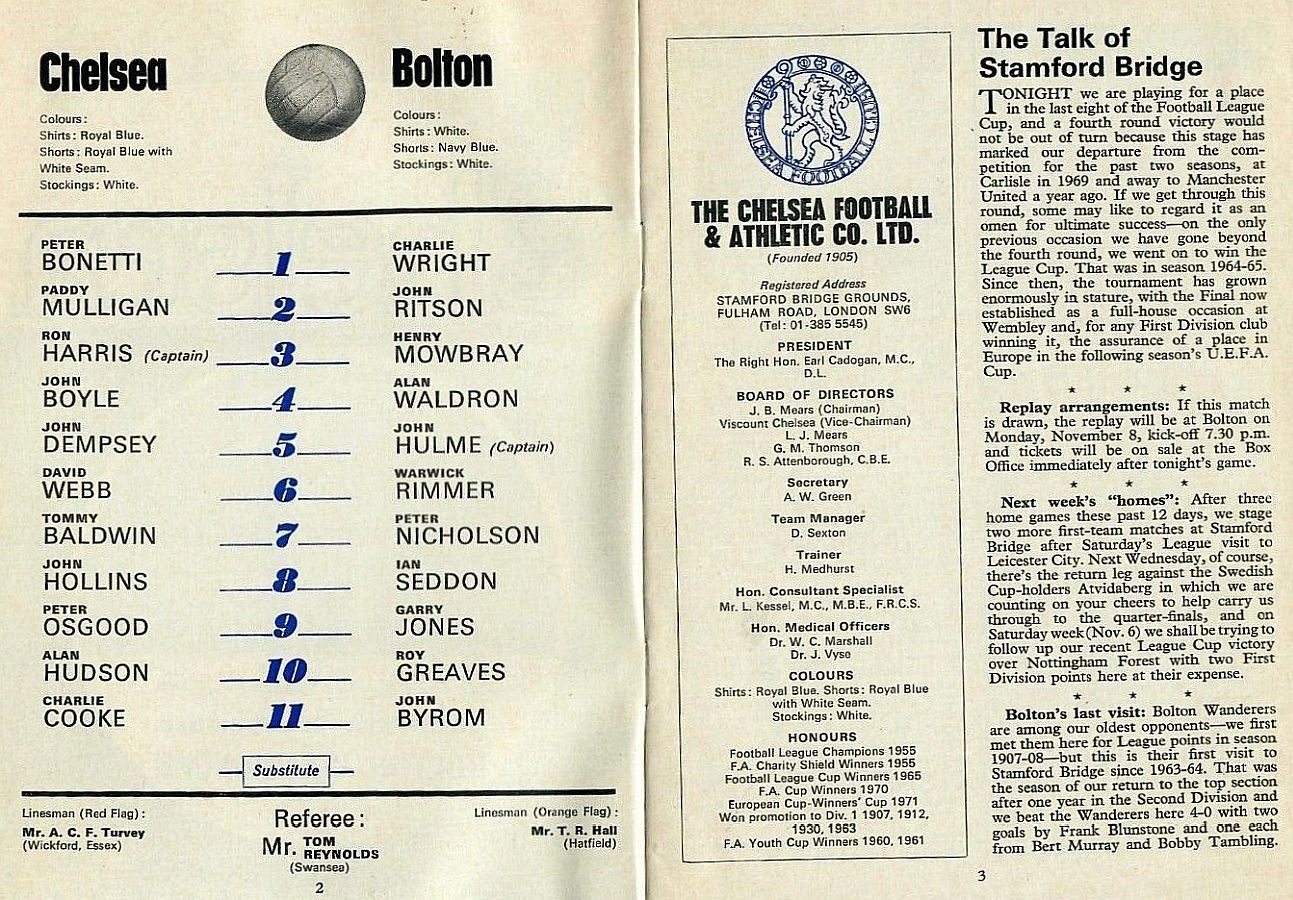 Chelsea
Colours:
Shirts: Royal Blue.
Shorts: Royal Blue with
White Seam.
Stockings: White.
Bolton
Colours:
Shirts: White.
Shorts: Navy Blue.
Stockings: White.
PETER
BONETTI
1
CHARLIE
WRIGHT
PADDY
MULLIGAN
2
JOHN
RITSON
RON
HARRIS (Captain)
3
HENRY
MOWBRAY
JOHN
BOYLE
4
ALAN
WALDRON
JOHN
DEMPSEY
5
JOHN
HULME (Captain)
DAVID
WEBB
6
WARWICK
RIMMER
TOMMY
BALDWIN
7
PETER
NICHOLSON
JOHN
HOLLINS
8
IAN
SEDDON
PETER
OSGOOD
9
GARRY
JONES
ALAN
HUDSON
10
ROY
GREAVES
CHARLIE
COOKE
11
JOHN
BYROM
Substitute
Linesman (Red Flag):
Mr. A. C. F. Turvey
(Wickford, Essex)
Referee:
Mr. TOM
REYNOLDS
(Swansea)
Linesman (Orange Flag):
Mr. T. R. Hall
(Hatfield)
2
CHELSEA FOOTBALL
THE CHELSEA FOOTBALL
& ATHLETIC CO. LTD.
(Founded 1905)
Registered Address
STAMFORD BRIDGE GROUNDS,
FULHAM ROAD, LONDON SW6
(Tel: 01-385 5545)
PRESIDENT
The Right Hon. Earl Cadogan, M.C.,
D.L.
BOARD OF DIRECTORS
J. B. Mears (Chairman)
Viscount Chelsea (Vice-Chairman)
L. J. Mears
G. M. Thomson
R. S. Attenborough, C.B.E.
Secretary
A. W. Green
Team Manager
D. Sexton
Trainer
H. Medhurst
Hon. Consultant Specialist
Mr. L. Kessel, M.C., M.B.E., F.R.C.S.
Hon. Medical Officers
Dr. W. C. Marshall
Dr. J. Vyse
COLOURS
Shirts: Royal Blue. Shorts: Royal Blue
with White Seam.
Stockings: White.
HONOURS
Football League Champions 1955
F.A. Charity Shield Winners 1955
Football League Cup Winners 1965
F.A. Cup Winners 1970
European Cup-Winners' Cup 1971
Won promotion to Div. 1 1907, 1912,
1930, 1963
F.A. Youth Cup Winners 1960, 1961
The Talk of
Stamford Bridge
TONIGHT we are playing for a place
in the last eight of the Football League
Cup, and a fourth round victory would
not be out of turn because this stage has
marked our departure from the com-
petition for the past two seasons, at
Carlisle in 1969 and away to Manchester
United a year ago. If we get through this
round, some may like to regard it as an
omen for ultimate success—on the only
previous occasion we have gone beyond
the fourth round, we went on to win the
League Cup. That was in season 1964-65.
Since then, the tournament has grown
enormously in stature, with the Final now
established as a full-house occasion at
Wembley and, for any First Division club
winning it, the assurance of a place in
Europe in the following season's U.E.F.A.
Cup.
* * *
Replay arrangements: If this match
is drawn, the replay will be at Bolton on
Monday, November 8, kick-off 7.30 p.m.
and tickets will be on sale at the Box
Office immediately after tonight's game.
* * *
Next week's "homes": After three
home games these past 12 days, we stage
two more first-team matches at Stamford
Bridge after Saturday's League visit to
Leicester City. Next Wednesday, of course,
there's the return leg against the Swedish
Cup-holders Atvidaberg in which we are
counting on your cheers to help carry us
through to the quarter-finals, and on
Saturday week (Nov. 6) we shall be trying to
follow up our recent League Cup victory
over Nottingham Forest with two First
Division points here at their expense.
* * *
Bolton's last visit: Bolton Wanderers
are among our oldest opponents—we first
met them here for League points in season
1907-08—but this is their first visit to
Stamford Bridge since 1963-64. That was
the season of our return to the top section
after one year in the Second Division and
we beat the Wanderers here 4-0 with two
goals by Frank Blunstone and one each
from Bert Murray and Bobby Tambling.
3